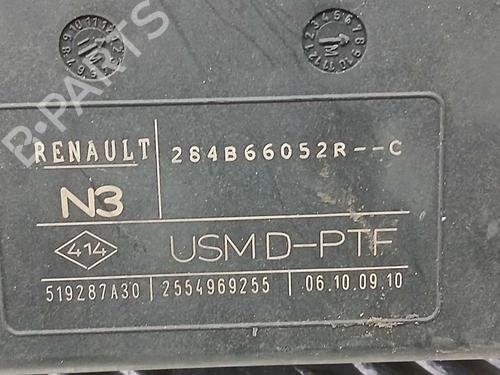 B-PARTS
RENAULT 284B66052R--C
N3
414 USM D-PTF
519287A30 2554969255 06.10.09.10